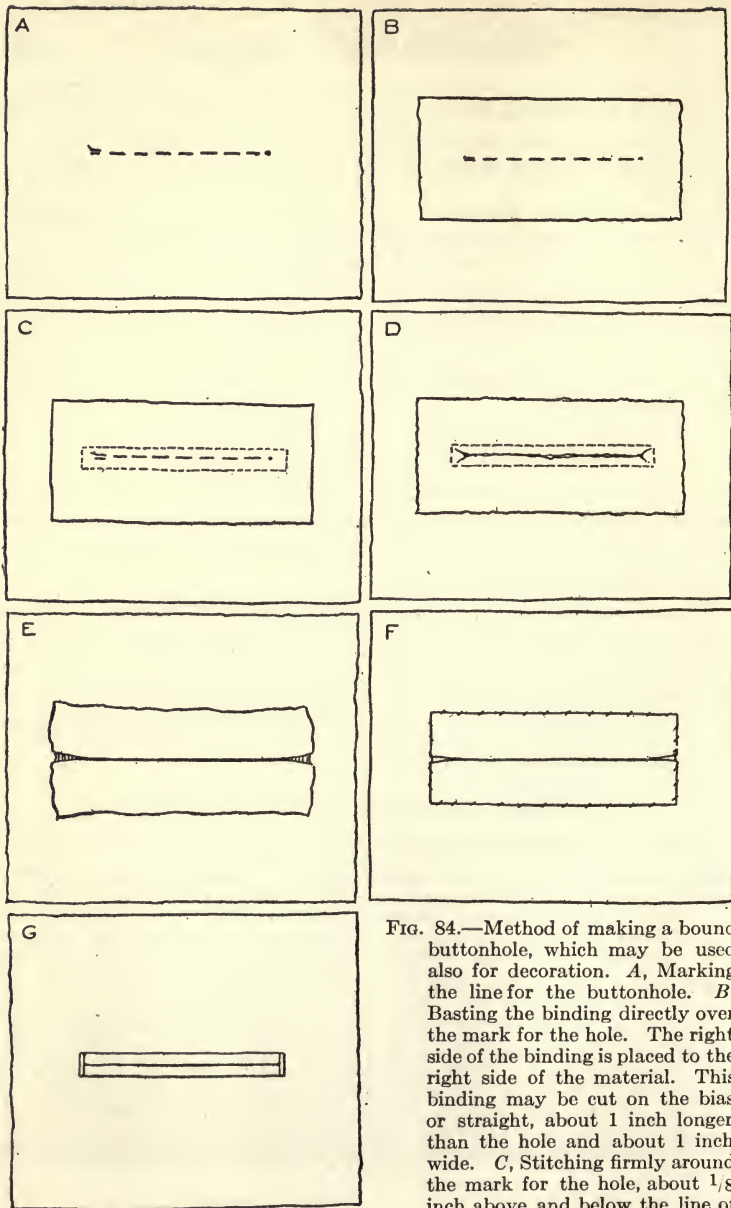 A
B
C
D
E
F
G
FIG. 84.—Method of making a bound
buttonhole, which may be used
also for decoration. A, Marking
the line for the buttonhole. B
Basting the binding directly over
the mark for the hole. The right
side of the binding is placed to the
right side of the material. This
binding may be cut on the bias
or straight, about 1 inch longer
than the hole and about 1 inch
wide. C, Stitching firmly around
the mark for the hole, about 1/8
inch above and below the line of